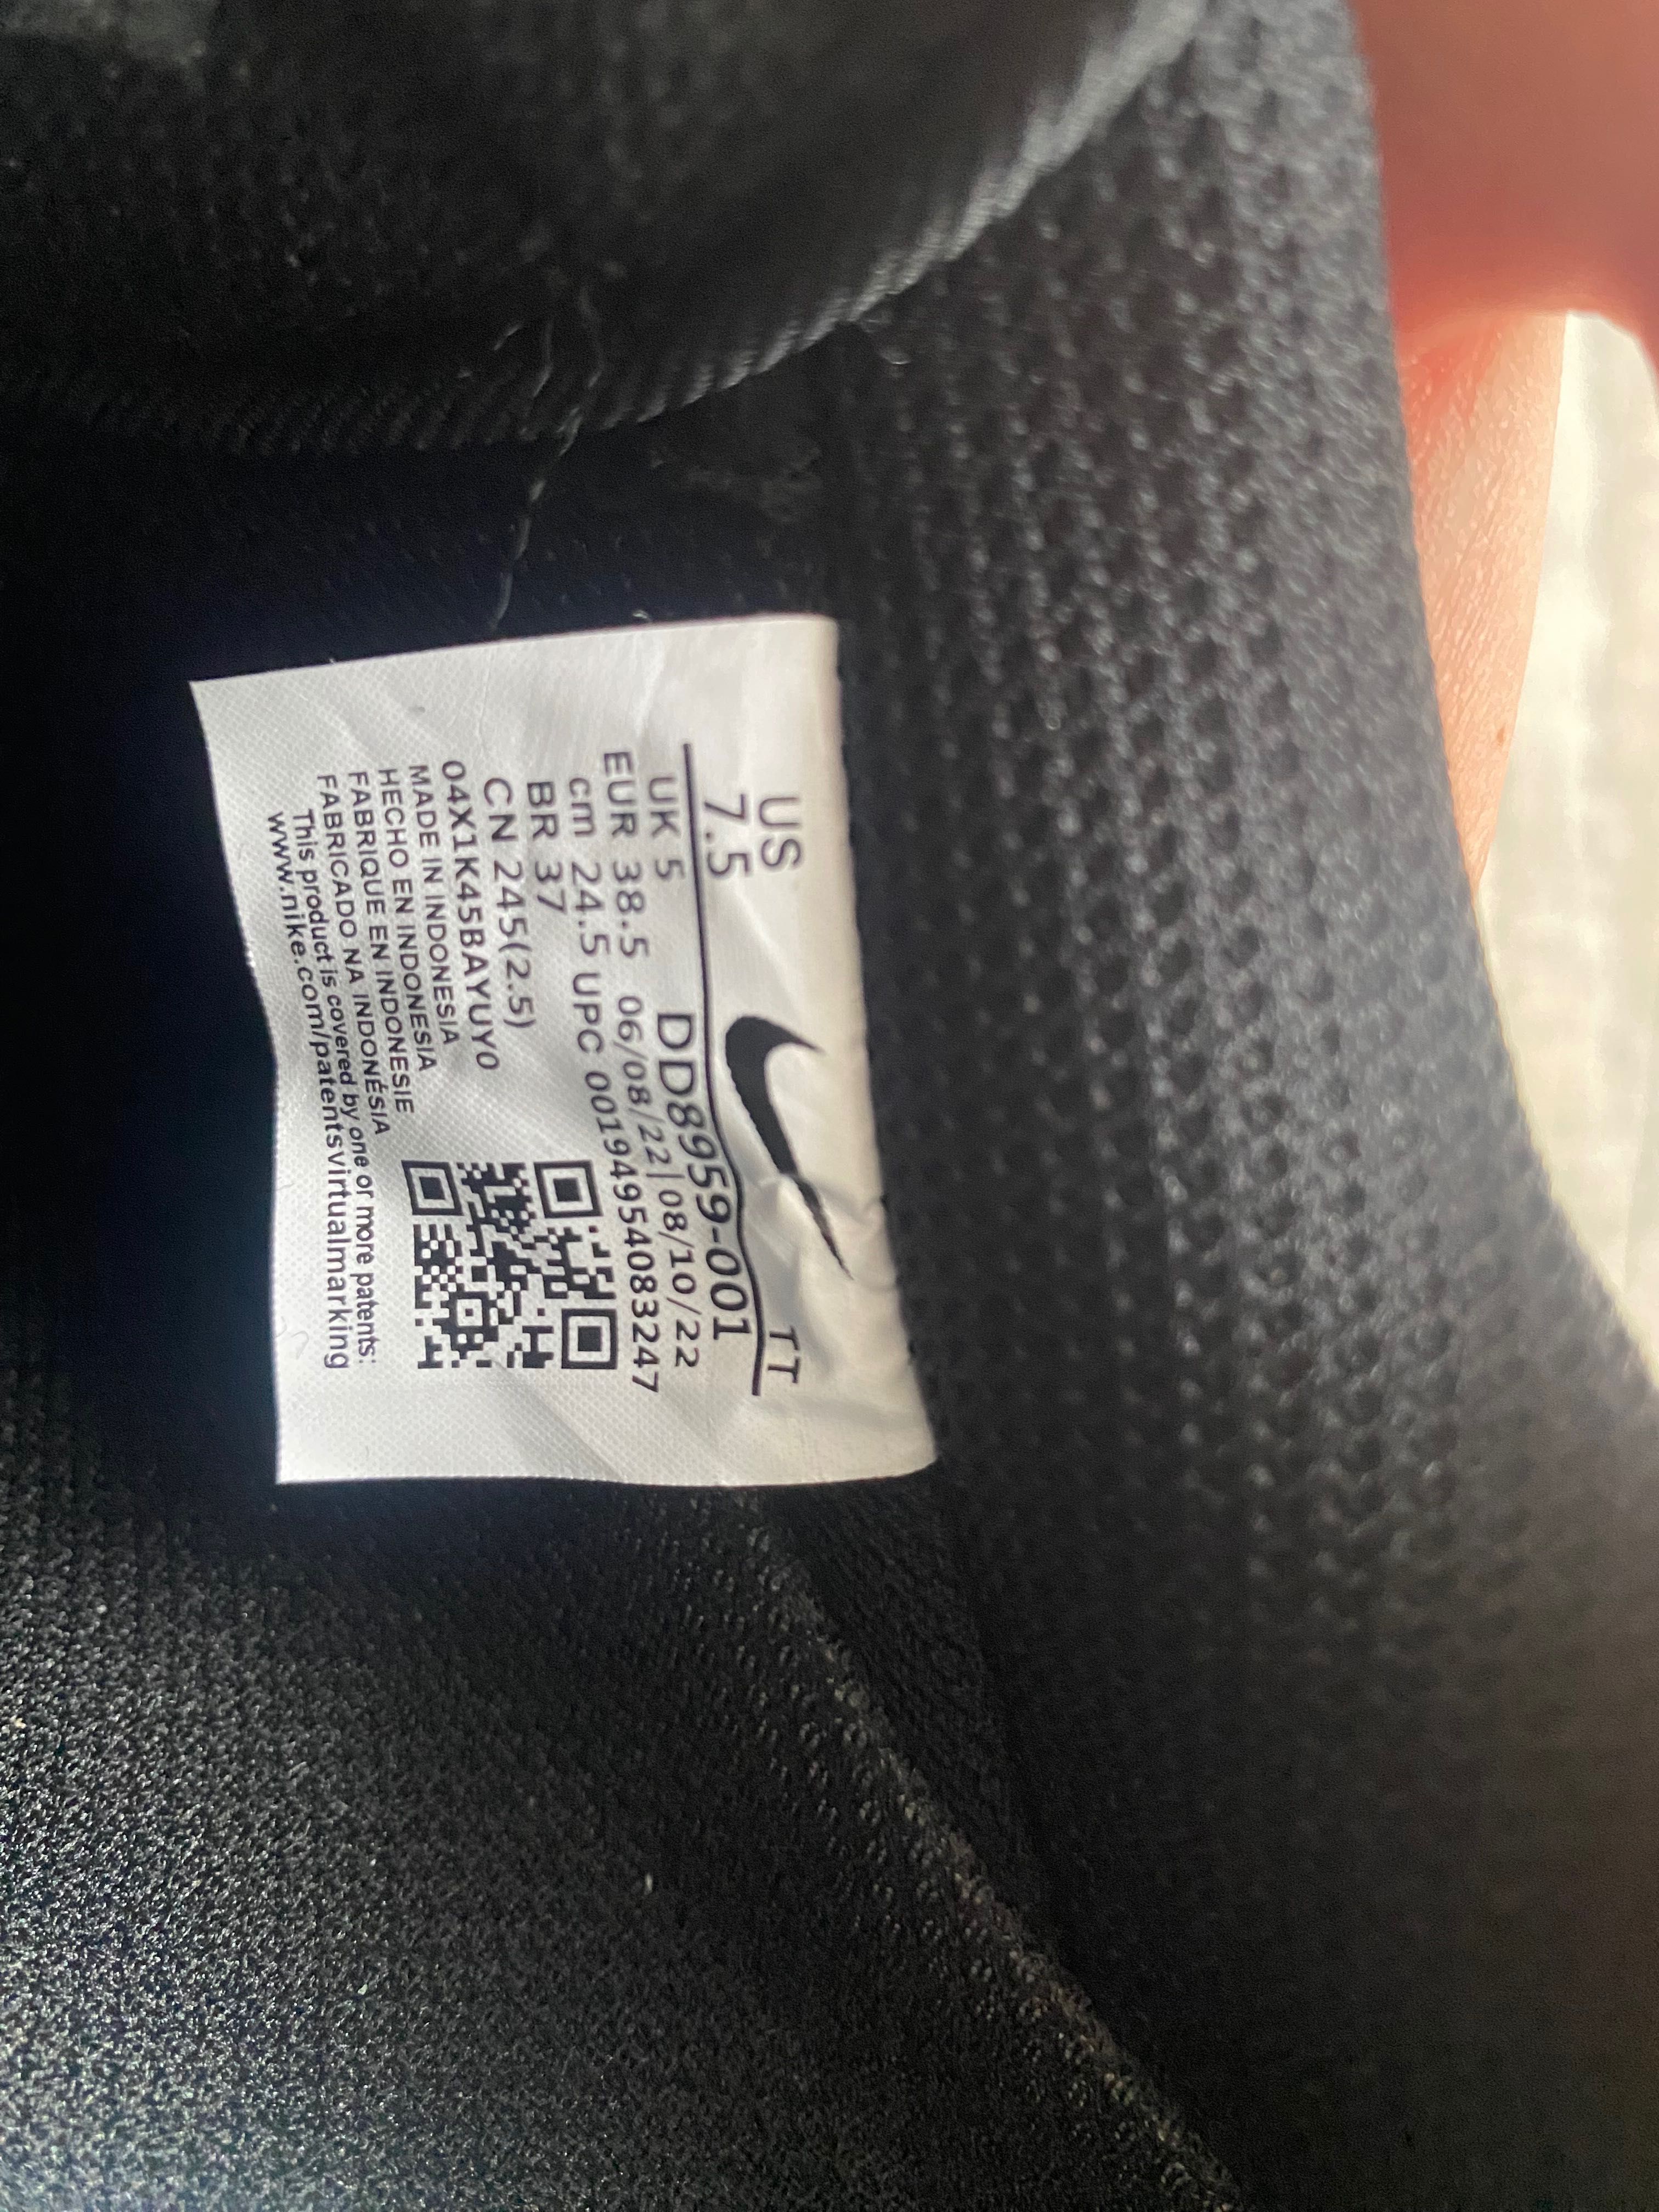 US
7.5
TT
UK 5 DD8959-001
EUR 38.5 06/08/22|08/10/22
cm 24.5 UPC 00194954083247
BR 37
CN 245(2.5)
04X1K45BAYUY0
MADE IN INDONESIA
HECHO EN INDONESIA
FABRIQUE EN INDONESIE
FABRICADO NA INDONÉSIA
This product is covered by one or more patents:
www.nike.com/patentsvirtualmarking